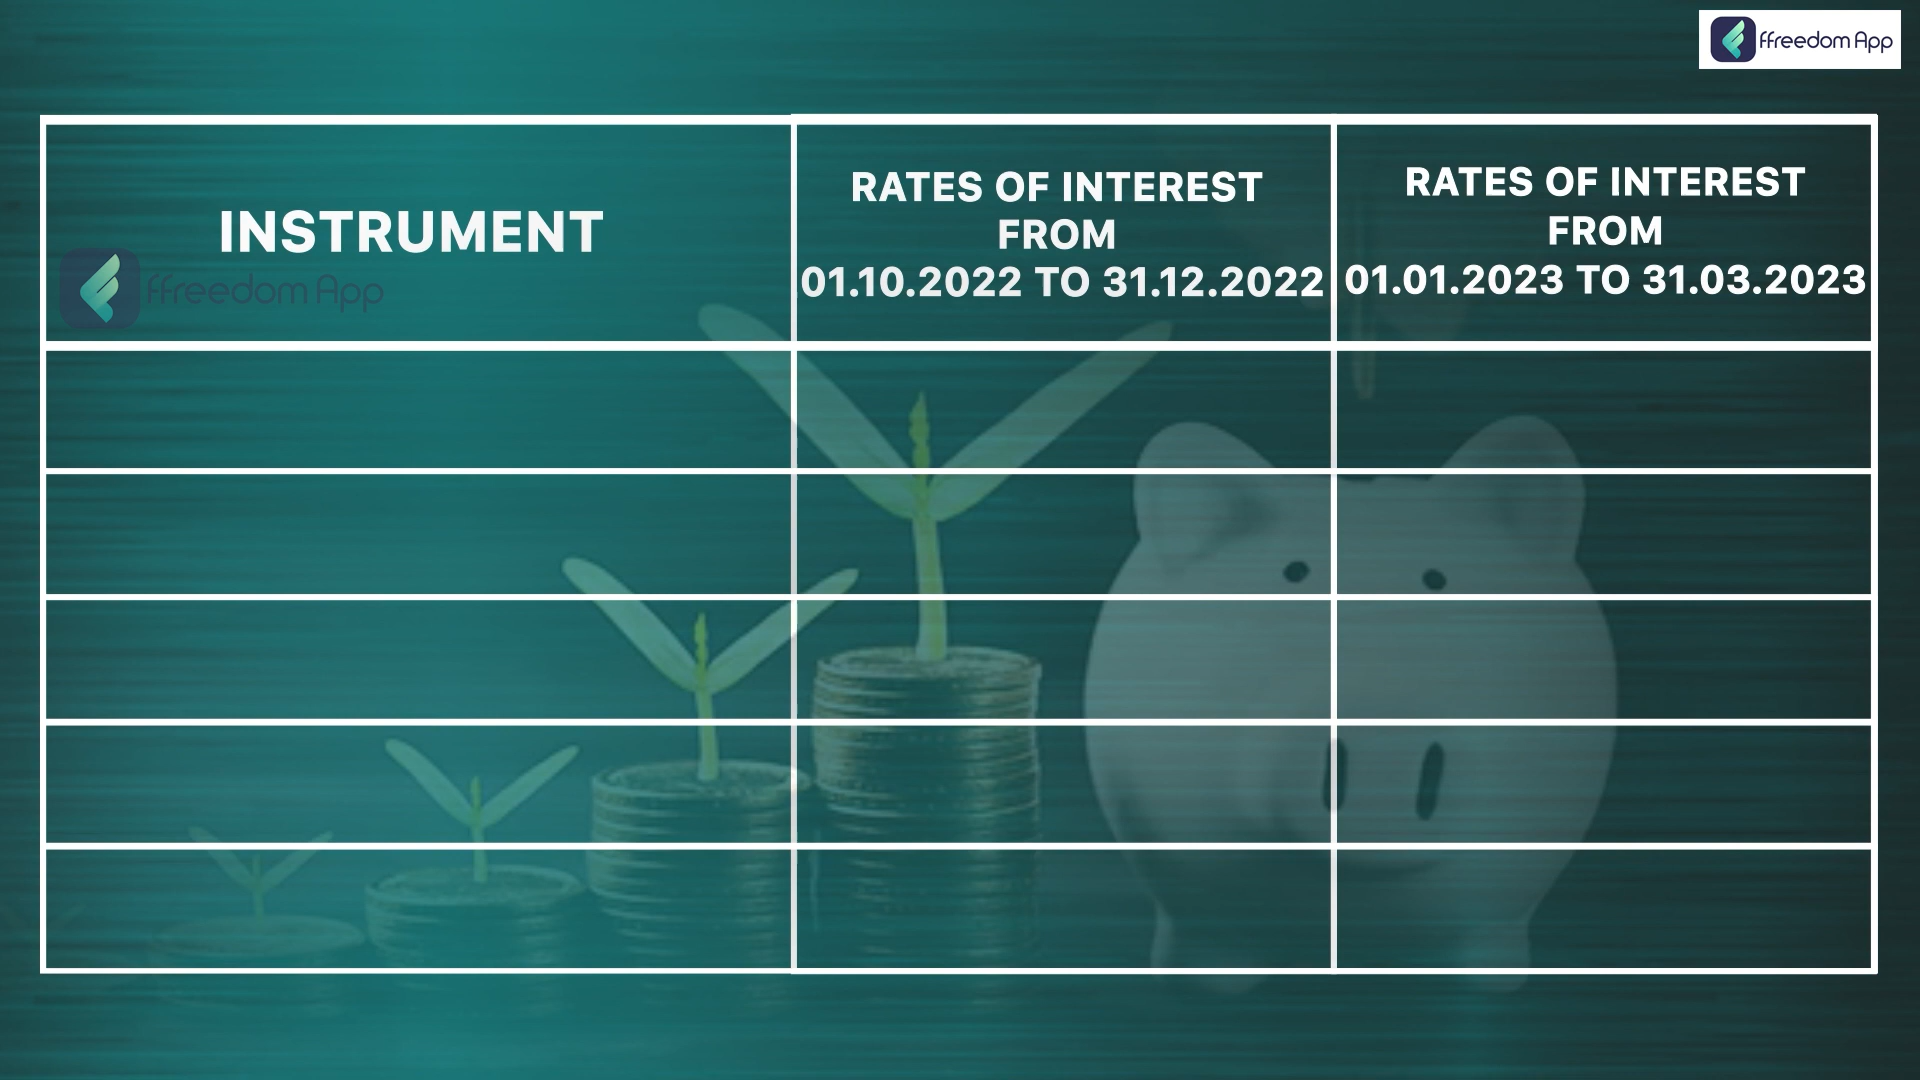 ffreedom App
INSTRUMENT
RATES OF INTEREST
FROM
01.10.2022 TO 31.12.2022
RATES OF INTEREST
FROM
01.01.2023 TO 31.03.2023
ffreedom App